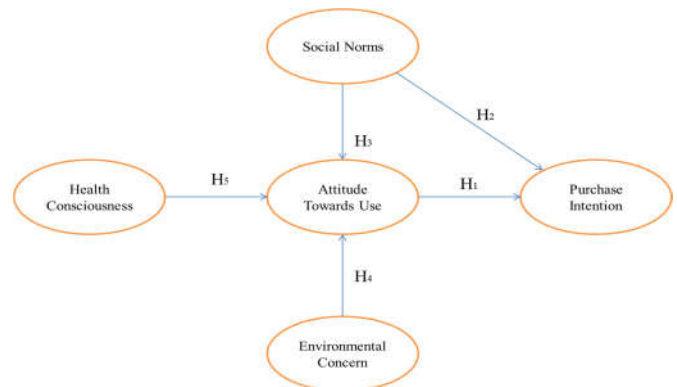 Social Norms
H2
H3
Health
Consciousness
H5
Attitude
Towards Use
H1
Purchase
Intention
H4
Environmental
Concern